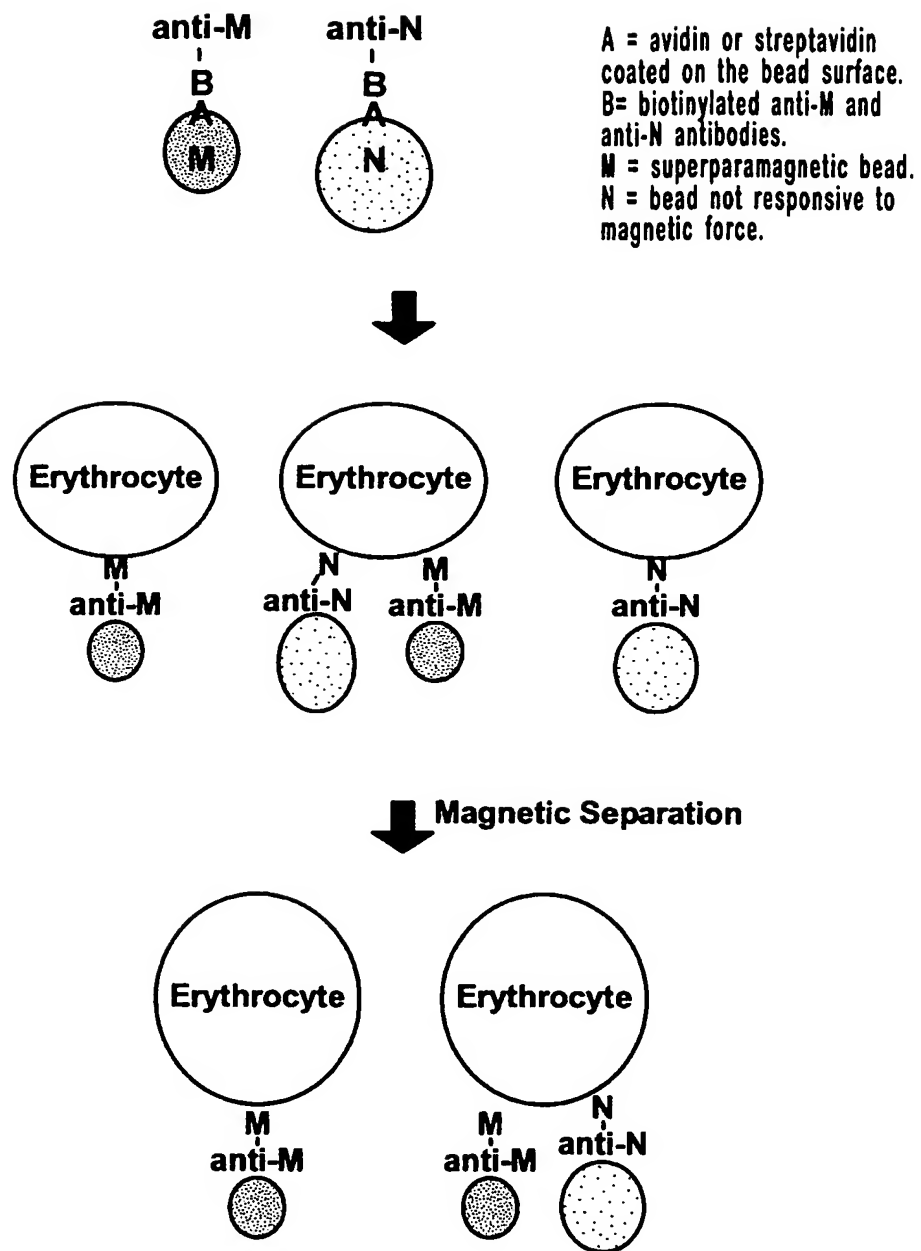 anti-M
anti-N
B
B
A
A
M
N
A = avidin or streptavidin
coated on the bead surface.
B= biotinylated anti-M and
anti-N antibodies.
M = superparamagnetic bead.
N = bead not responsive to
magnetic force.
Erythrocyte
Erythrocyte
Erythrocyte
M
N
M
N
anti-M
anti-N
anti-M
anti-N
Magnetic Separation
Erythrocyte
Erythrocyte
M
M
N
anti-M
anti-M
anti-N